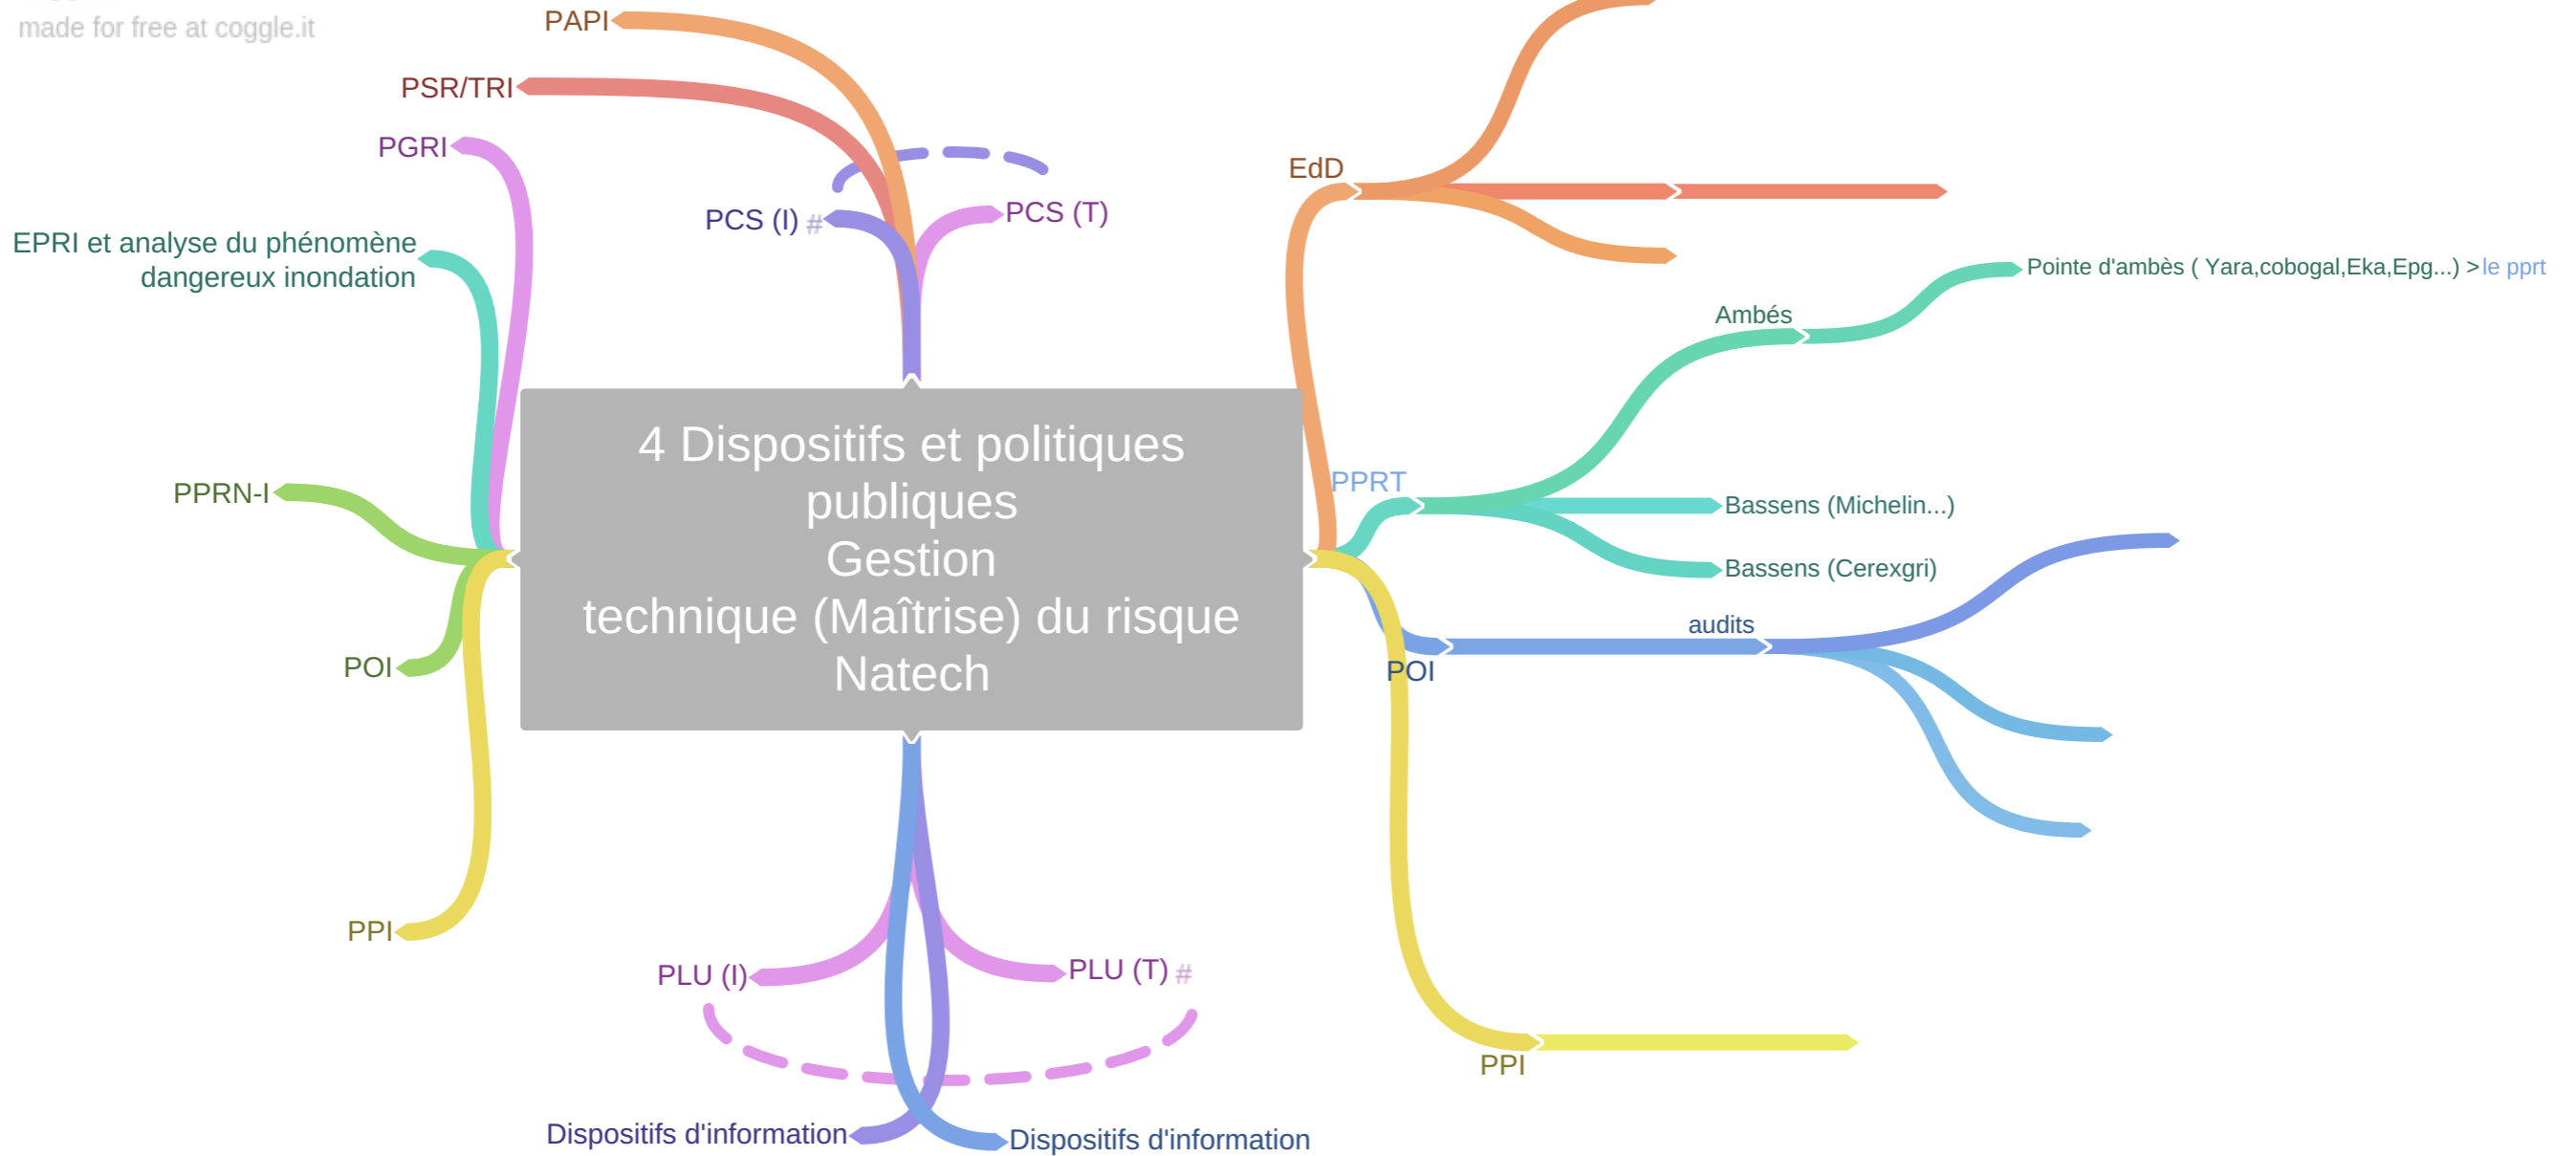 made for free at coggle.it
PAPI
PSR/TRI
PGRI
EPRI et analyse du phénomène
dangereux inondation
PCS (I) #
PCS (T)
EdD
Pointe d'ambès ( Yara,cobogal,Eka,Epg...) >le pprt
Ambés
4 Dispositifs et politiques
publiques
Gestion
technique (Maîtrise) du risque
Natech
PPRT
Bassens (Michelin...)
Bassens (Cerexgri)
PPRN-I
audits
POI
POI
PPI
PLU (I)
PLU (T) #
PPI
Dispositifs d'information
Dispositifs d'information